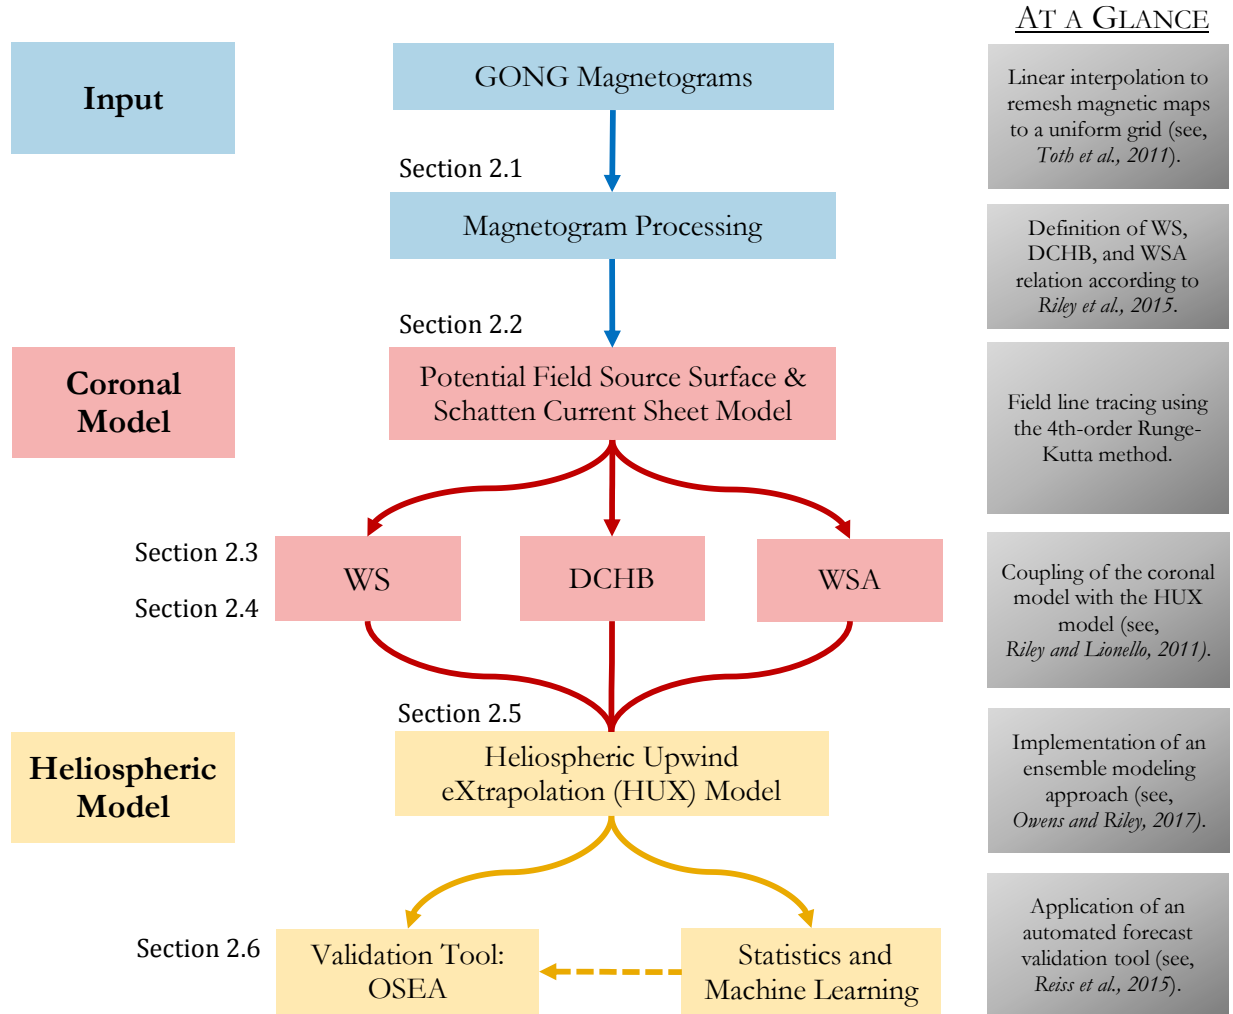 AT A GLANCE
Input
GONG Magnetograms
Linear interpolation to
remesh magnetic maps
to a uniform grid (see,
Toth et al., 2011).
Section 2.1
Magnetogram Processing
Definition of WS,
DCHB, and WSA
relation according to
Riley et al., 2015.
Section 2.2
Coronal
Model
Potential Field Source Surface &
Schatten Current Sheet Model
Field line tracing using
the 4th-order Runge-
Kutta method.
Section 2.3
Section 2.4
WS
DCHB
WSA
Coupling of the coronal
model with the HUX
model (see,
Riley and Lionello, 2011).
Section 2.5
Heliospheric
Model
Heliospheric Upwind
eXtrapolation (HUX) Model
Implementation of an
ensemble modeling
approach (see,
Owens and Riley, 2017).
Section 2.6
Validation Tool:
OSEA
Statistics and
Machine Learning
Application of an
automated forecast
validation tool (see,
Reiss et al., 2015).